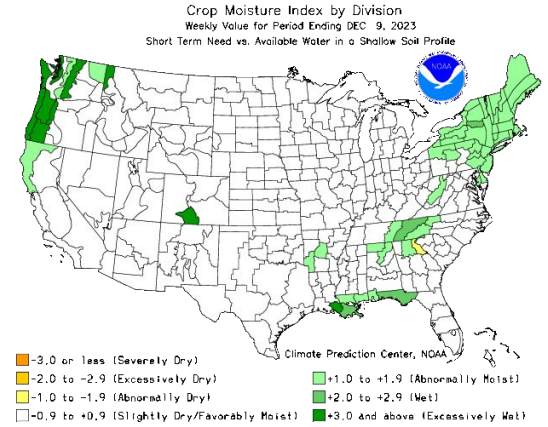 Crop Moisture Index by Division
Weekly Value for Period Ending DEC 9, 2023
Short Term Need vs. Available Water in a Shallow Soil Profile
NOAA
Climate Prediction Center, NOAA
-3.0 or less (Severely Dry)
-2.0 to -2.9 (Excessively Dry)
-1.0 to -1.9 (Abnormally Dry)
-0.9 to +0.9 (Slightly Dry/Favorably Moist)
+1.0 to +1.9 (Abnormally Moist)
+2.0 to +2.9 (Wet)
+3.0 and above (Excessively Wet)